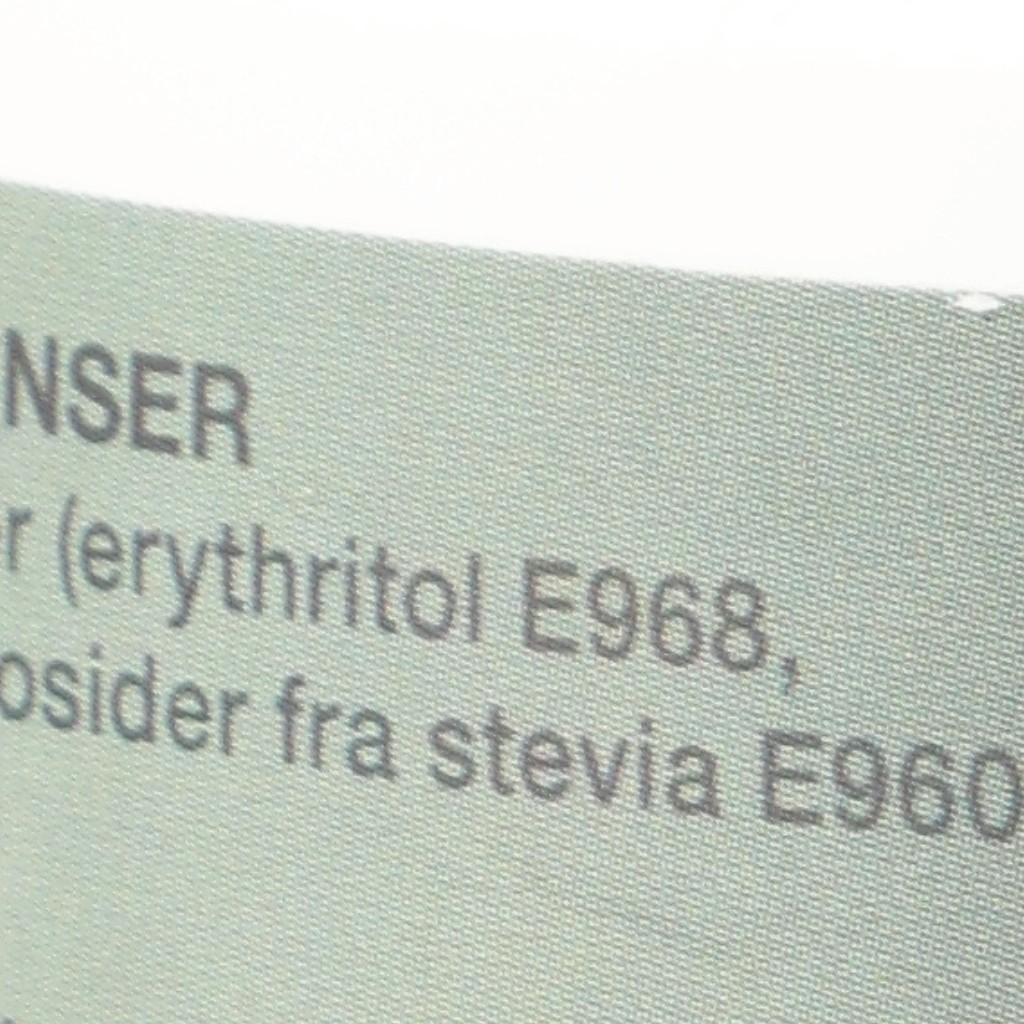 NSER
r (erythritol E968,
osider fra stevia E960